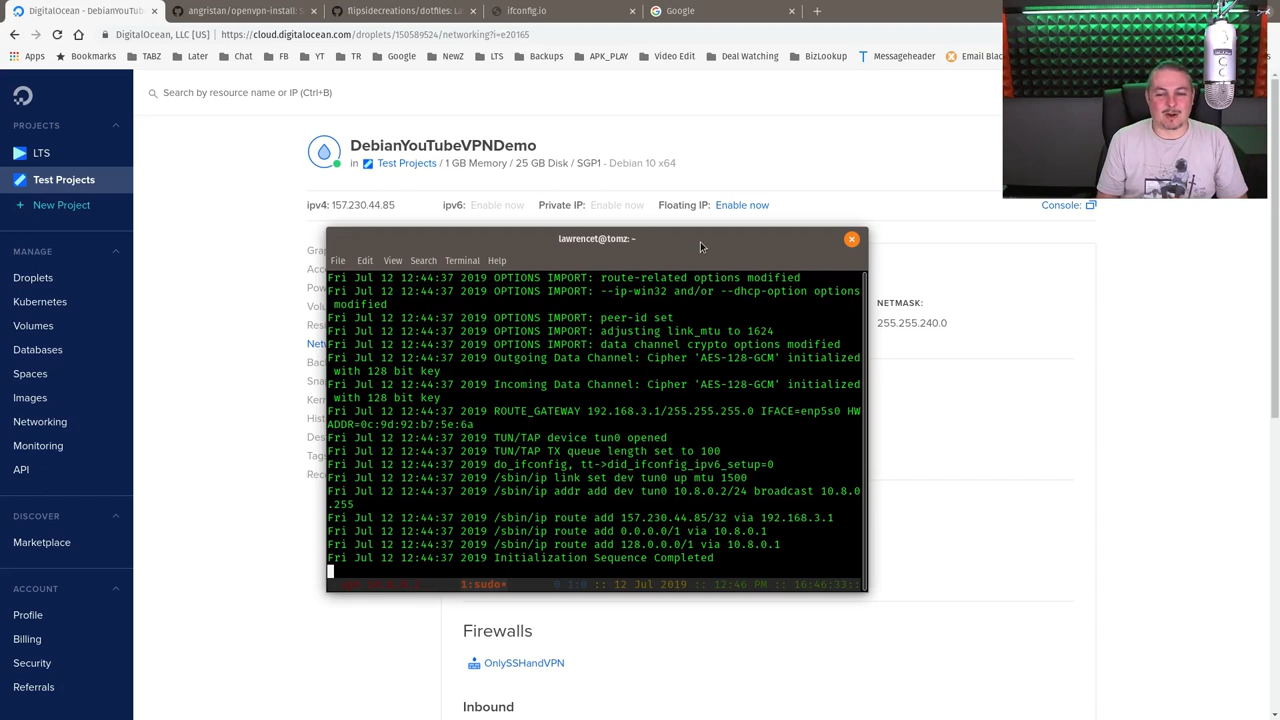 DigitalOcean - DebianYouTub
angristan/openvpn-install: S
flipsidecreations/dotfiles: La
ifconfig.io
Google
DigitalOcean, LLC [US] | https://cloud.digitalocean.com/droplets/150589524/networking?i=e20165
Apps
Bookmarks
TABZ
Later
Chat
FB
YT
TR
Google
NewZ
LTS
Backups
APK_PLAY
Video Edit
Deal Watching
BizLookup
Messageheader
Email Blac
Search by resource name or IP (Ctrl+B)
PROJECTS
LTS
Test Projects
+ New Project
MANAGE
Droplets
Kubernetes
Volumes
Databases
Spaces
Images
Networking
Monitoring
API
DISCOVER
Marketplace
ACCOUNT
Profile
Billing
Security
Referrals
DebianYouTubeVPNDemo
in Test Projects / 1 GB Memory / 25 GB Disk / SGP1 - Debian 10 x64
ipv4: 157.230.44.85 ipv6: Enable now Private IP: Enable now Floating IP: Enable now Console:
lawrencet@tomz: ~
File Edit View Search Terminal Help
Fri Jul 12 12:44:37 2019 OPTIONS IMPORT: route-related options modified
Fri Jul 12 12:44:37 2019 OPTIONS IMPORT: --ip-win32 and/or --dhcp-option options
modified
Fri Jul 12 12:44:37 2019 OPTIONS IMPORT: peer-id set
Fri Jul 12 12:44:37 2019 OPTIONS IMPORT: adjusting link_mtu to 1624
Fri Jul 12 12:44:37 2019 OPTIONS IMPORT: data channel crypto options modified
Fri Jul 12 12:44:37 2019 Outgoing Data Channel: Cipher 'AES-128-GCM' initialized
with 128 bit key
Fri Jul 12 12:44:37 2019 Incoming Data Channel: Cipher 'AES-128-GCM' initialized
with 128 bit key
Fri Jul 12 12:44:37 2019 ROUTE_GATEWAY 192.168.3.1/255.255.255.0 IFACE=enp5s0 HW
ADDR=0c:9d:92:b7:5e:6a
Fri Jul 12 12:44:37 2019 TUN/TAP device tun0 opened
Fri Jul 12 12:44:37 2019 TUN/TAP TX queue length set to 100
Fri Jul 12 12:44:37 2019 do_ifconfig, tt->did_ifconfig_ipv6_setup=0
Fri Jul 12 12:44:37 2019 /sbin/ip link set dev tun0 up mtu 1500
Fri Jul 12 12:44:37 2019 /sbin/ip addr add dev tun0 10.8.0.2/24 broadcast 10.8.0
.255
Fri Jul 12 12:44:37 2019 /sbin/ip route add 157.230.44.85/32 via 192.168.3.1
Fri Jul 12 12:44:37 2019 /sbin/ip route add 0.0.0.0/1 via 10.8.0.1
Fri Jul 12 12:44:37 2019 /sbin/ip route add 128.0.0.0/1 via 10.8.0.1
Fri Jul 12 12:44:37 2019 Initialization Sequence Completed
1:sudo* 0 1:0 :: 12 Jul 2019 :: 12:46 PM :: 16:46:33::
NETMASK:
255.255.240.0
Firewalls
OnlySSHandVPN
Inbound